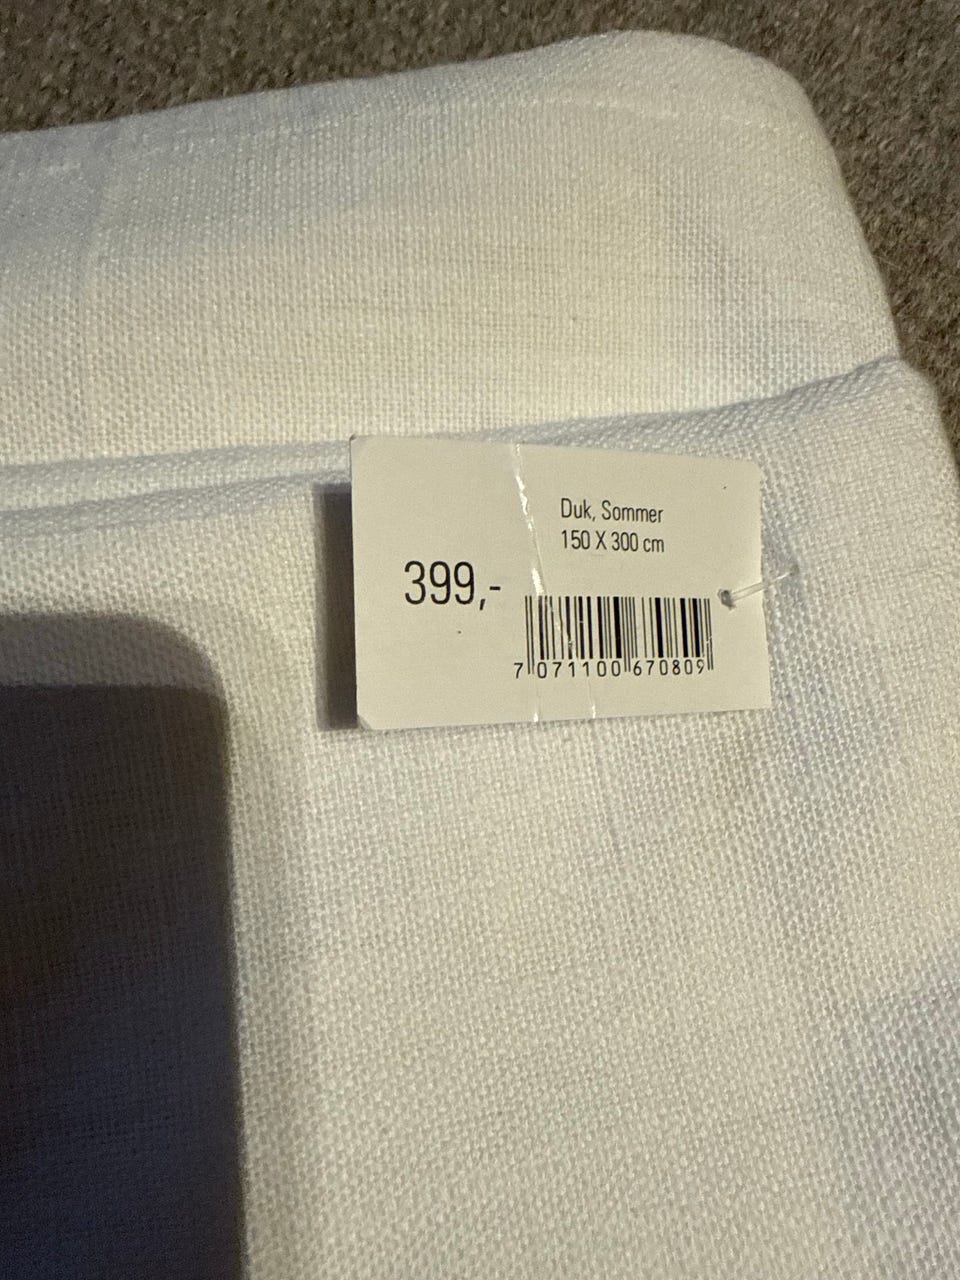 Duk, Sommer
150 X 300 cm
399,-
7 071100 670809